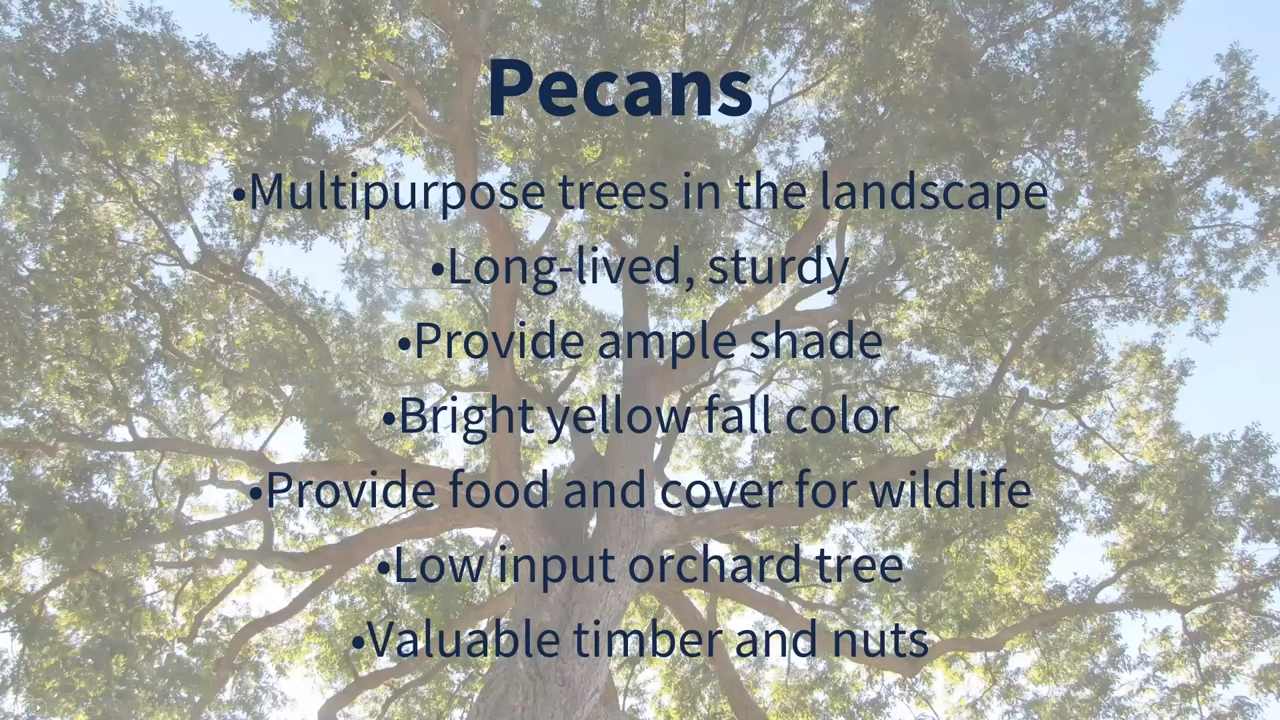 Pecans
•Multipurpose trees in the landscape
•Long-lived, sturdy
•Provide ample shade
•Bright yellow fall color
•Provide food and cover for wildlife
•Low input orchard tree
•Valuable timber and nuts